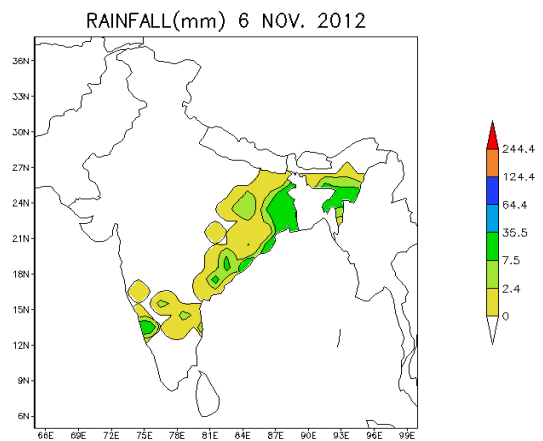 RAINFALL(mm) 6 NOV. 2012
36N
33N
30N
27N
24N
21N
18N
15N
12N
9N
6N
66E 69E 72E 75E 78E 81E 84E 87E 90E 93E 96E 99E
244.4
124.4
64.4
35.5
7.5
2.4
0